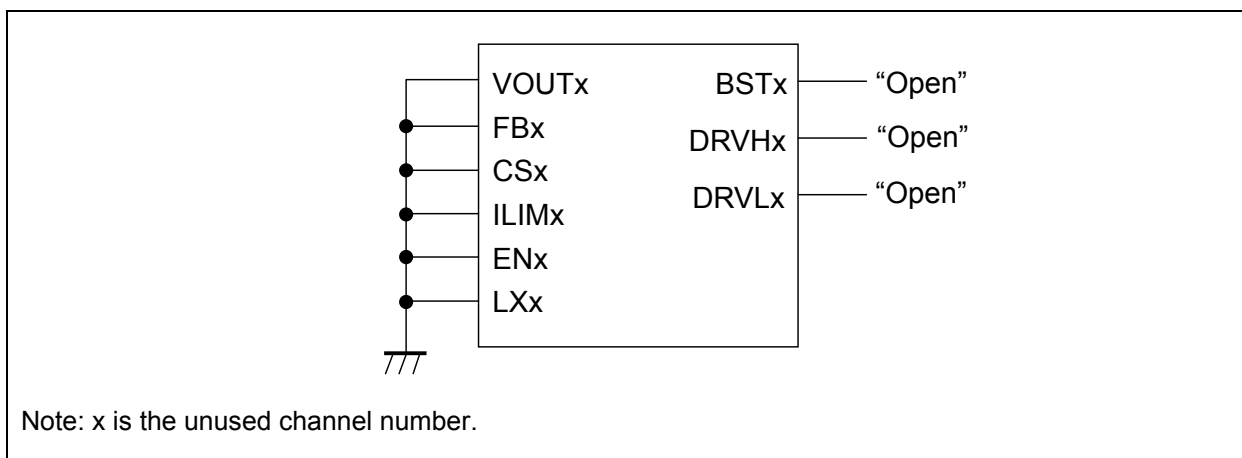 VOUTx
FBx
CSx
ILIMx
ENx
LXx
BSTx “Open”
DRVHx “Open”
DRVLx “Open”
Note: x is the unused channel number.